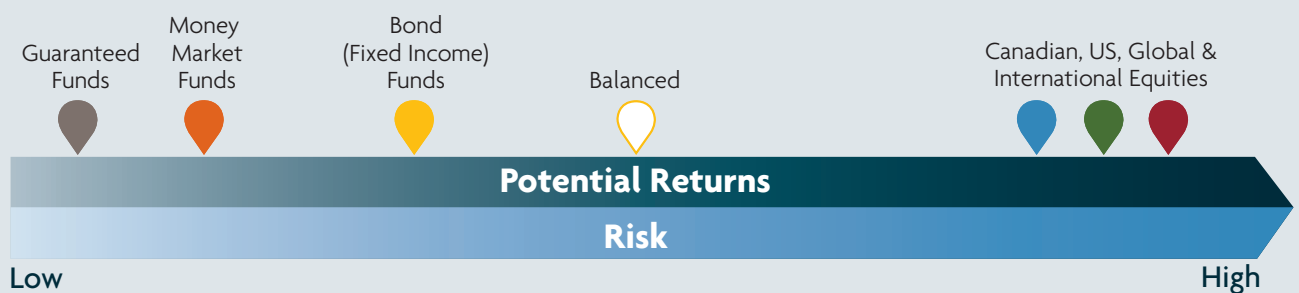 Guaranteed
Funds
Money
Market
Funds
Bond
(Fixed Income)
Funds
Balanced
Canadian, US, Global &
International Equities
Potential Returns
Risk
Low
High